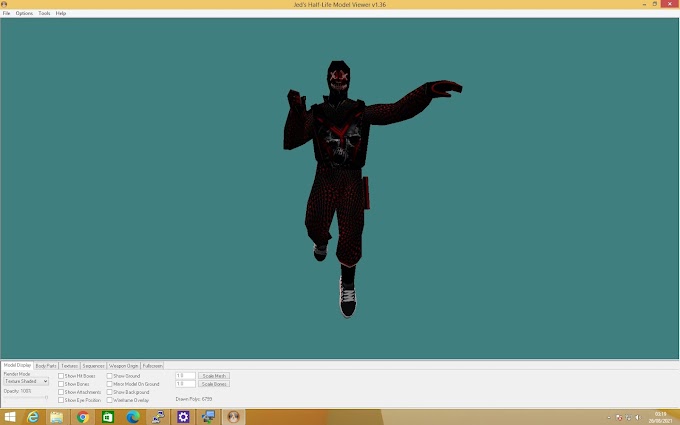 Jed's Half-Life Model Viewer v1.36
File Options Tools Help
Model Display Body Parts Textures Sequences Weapon Origin Fullscreen
Render Mode
Texture Shaded
Opacity: 100%
Show Hit Boxes
Show Bones
Show Attachments
Show Eye Position
Show Ground
Mirror Model On Ground
Show Background
Wireframe Overlay
1.0 Scale Mesh
1.0 Scale Bones
Drawn Polys: 6799
03:19
26/08/2021